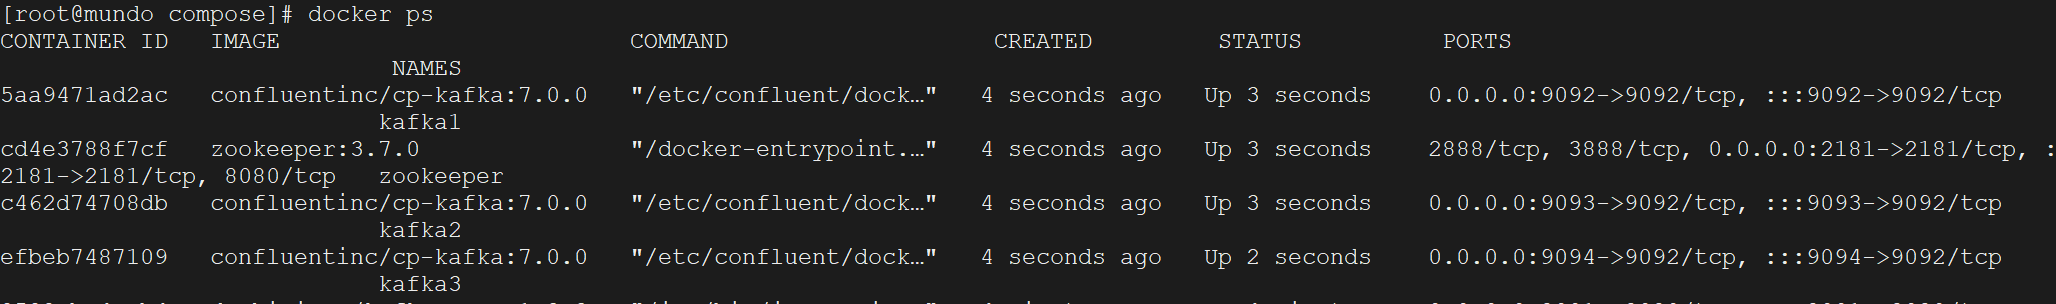 [root@mundo compose]# docker ps
CONTAINER ID   IMAGE                         COMMAND                   CREATED         STATUS          PORTS
                            NAMES
5aa9471ad2ac   confluentinc/cp-kafka:7.0.0   "/etc/confluent/dock…"   4 seconds ago   Up 3 seconds    0.0.0.0:9092->9092/tcp, :::9092->9092/tcp
                           kafka1
cd4e3788f7cf   zookeeper:3.7.0               "/docker-entrypoint.…"   4 seconds ago   Up 3 seconds    2888/tcp, 3888/tcp, 0.0.0.0:2181->2181/tcp, :
2181->2181/tcp, 8080/tcp   zookeeper
c462d74708db   confluentinc/cp-kafka:7.0.0   "/etc/confluent/dock…"   4 seconds ago   Up 3 seconds    0.0.0.0:9093->9092/tcp, :::9093->9092/tcp
                           kafka2
efbeb7487109   confluentinc/cp-kafka:7.0.0   "/etc/confluent/dock…"   4 seconds ago   Up 2 seconds    0.0.0.0:9094->9092/tcp, :::9094->9092/tcp
                           kafka3